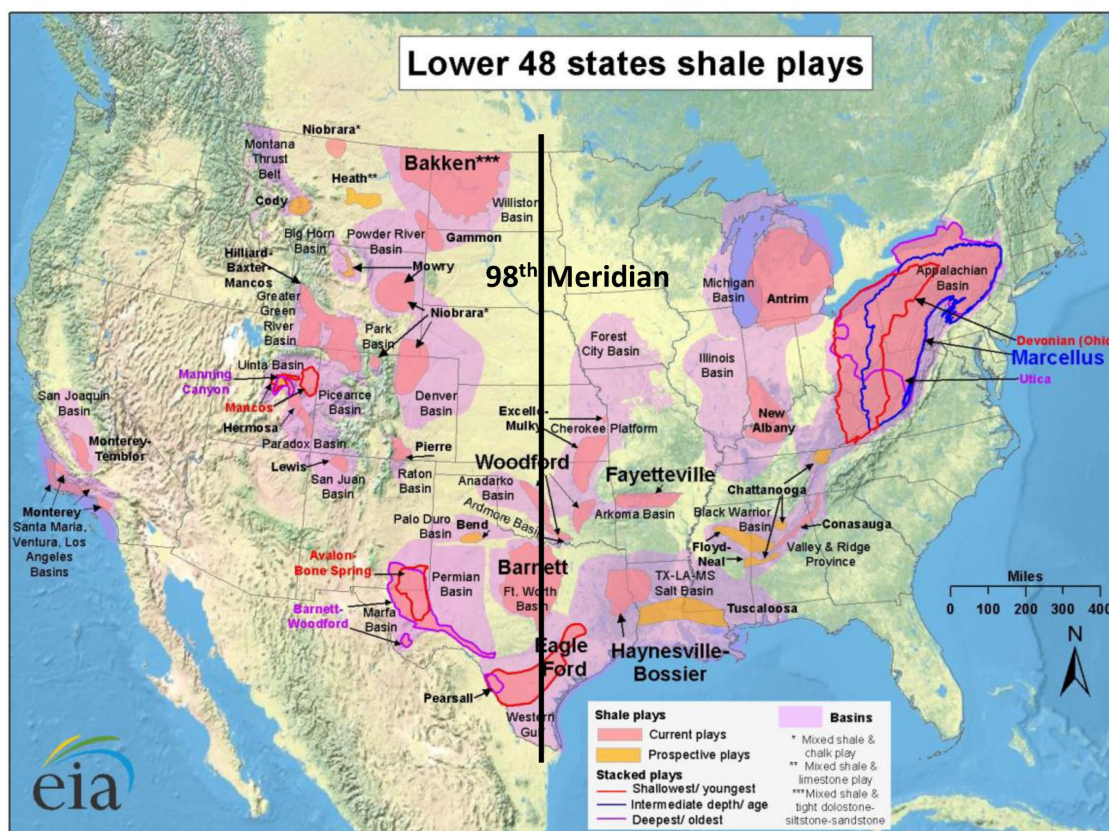 Lower 48 states shale plays
Niobrara*
Montana
Thrust
Belt
Bakken***
Heath**
Cody
Williston
Basin
Big Horn
Basin
Powder River
Basin
Gammon
Hilliard-
Baxter-
Mancos
Mowry
98th Meridian
Michigan
Basin
Antrim
Appalachian
Basin
Greater
Green
River
Basin
Park
Basin
Niobrara*
Forest
City Basin
Illinois
Basin
Devonian (Ohio
Marcellus
Utica
Uinta Basin
Manning
Canyon
San Joaquin
Basin
Mancos
Piceance
Basin
Denver
Basin
Hermosa
Paradox Basin
Excello-
Mulky
Cherokee Platform
New
Albany
Monterey-
Temblor
Pierre
Lewis
San Juan
Basin
Raton
Basin
Woodford
Anadarko
Basin
Fayetteville
Chattanooga
Arkoma Basin
Black Warrior
Basin
Ardmore Basin
Palo Duro
Basin
Bend
Monterey
Santa Maria,
Ventura, Los
Angeles
Basins
Conasauga
Floyd-
Neal
Valley & Ridge
Province
Avalon-
Bone Spring
Permian
Basin
Barnett
Ft. Worth
Basin
TX-LA-MS
Salt Basin
Tuscaloosa
Barnett-
Woodford
Marfa
Basin
Eagle
Ford
Haynesville-
Bossier
Pearsall
Western
Gulf
Miles
0 100 200 300 400
N
Shale plays
Current plays
Prospective plays
Stacked plays
Shallowest/ youngest
Intermediate depth/ age
Deepest/ oldest
Basins
* Mixed shale &
chalk play
** Mixed shale &
limestone play
***Mixed shale &
tight dolostone-
siltstone-sandstone
eia